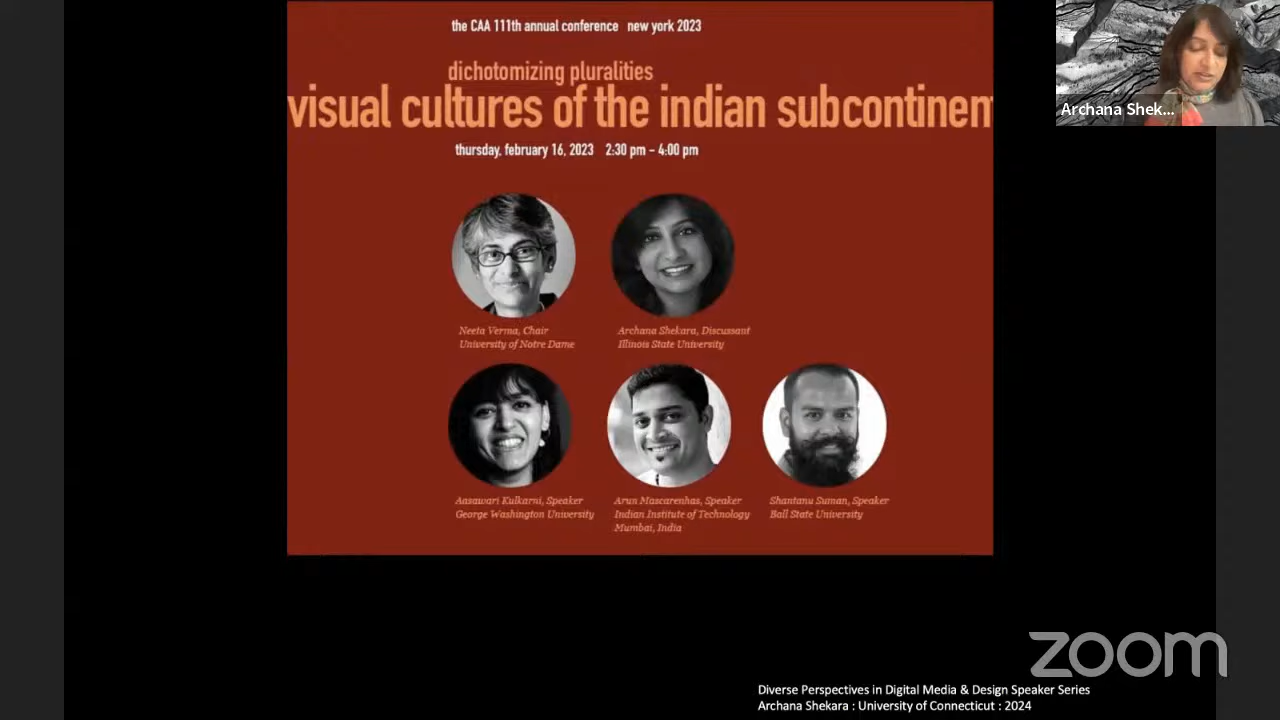 the CAA 111th annual conference new york 2023
dichotomizing pluralities
visual cultures of the indian subcontinent
thursday, february 16, 2023 2:30 pm – 4:00 pm
Archana Shek...
Neeta Verma, Chair
University of Notre Dame
Archana Shekara, Discussant
Illinois State University
Aasawari Kulkarni, Speaker
George Washington University
Arun Mascarenhas, Speaker
Indian Institute of Technology
Mumbai, India
Shantanu Suman, Speaker
Ball State University
zoom
Diverse Perspectives in Digital Media & Design Speaker Series
Archana Shekara : University of Connecticut : 2024